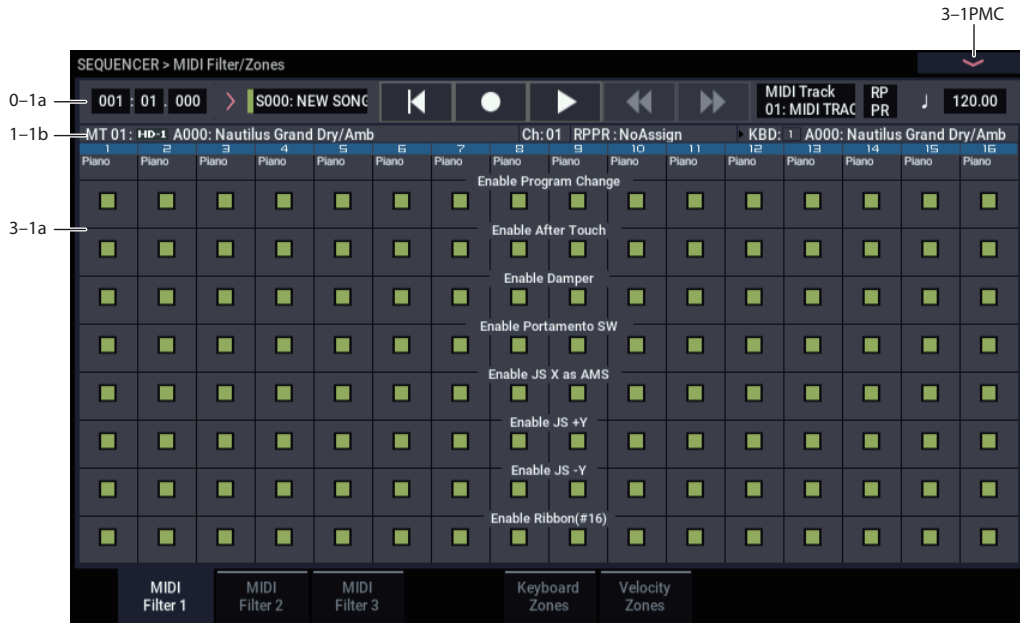 3–1PMC
SEQUENCER > MIDI Filter/Zones
0–1a
001 : 01 . 000 S000: NEW SONG MIDI Track 01: MIDI TRAC RP PR ♩ 120.00
1–1b
MT 01: HD-1 A000: Nautilus Grand Dry/Amb Ch: 01 RPPR : NoAssign KBD: 1 A000: Nautilus Grand Dry/Amb
1 2 3 4 5 6 7 8 9 10 11 12 13 14 15 16
Piano Piano Piano Piano Piano Piano Piano Piano Piano Piano Piano Piano Piano Piano Piano Piano
Enable Program Change
3–1a
Enable After Touch
Enable Damper
Enable Portamento SW
Enable JS X as AMS
Enable JS +Y
Enable JS -Y
Enable Ribbon(#16)
MIDI Filter 1 MIDI Filter 2 MIDI Filter 3 Keyboard Zones Velocity Zones